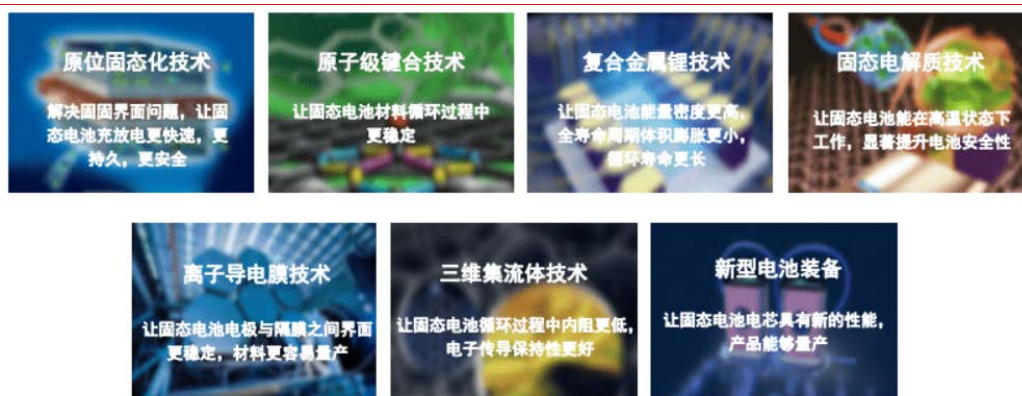 原位固态化技术
解决固固界面问题，让固
态电池充放电更快速，更
持久，更安全
原子级键合技术
让固态电池材料循环过程中
更稳定
复合金属锂技术
让固态电池能量密度更高，
全寿命周期体积膨胀更小，
循环寿命更长
固态电解质技术
让固态电池能在高温状态下
工作，显著提升电池安全性
离子导电膜技术
让固态电池电极与隔膜之间界面
更稳定，材料更容易量产
三维集流体技术
让固态电池循环过程中内阻更低，
电子传导保持性更好
新型电池装备
让固态电池电芯具有新的性能，
产品能够量产